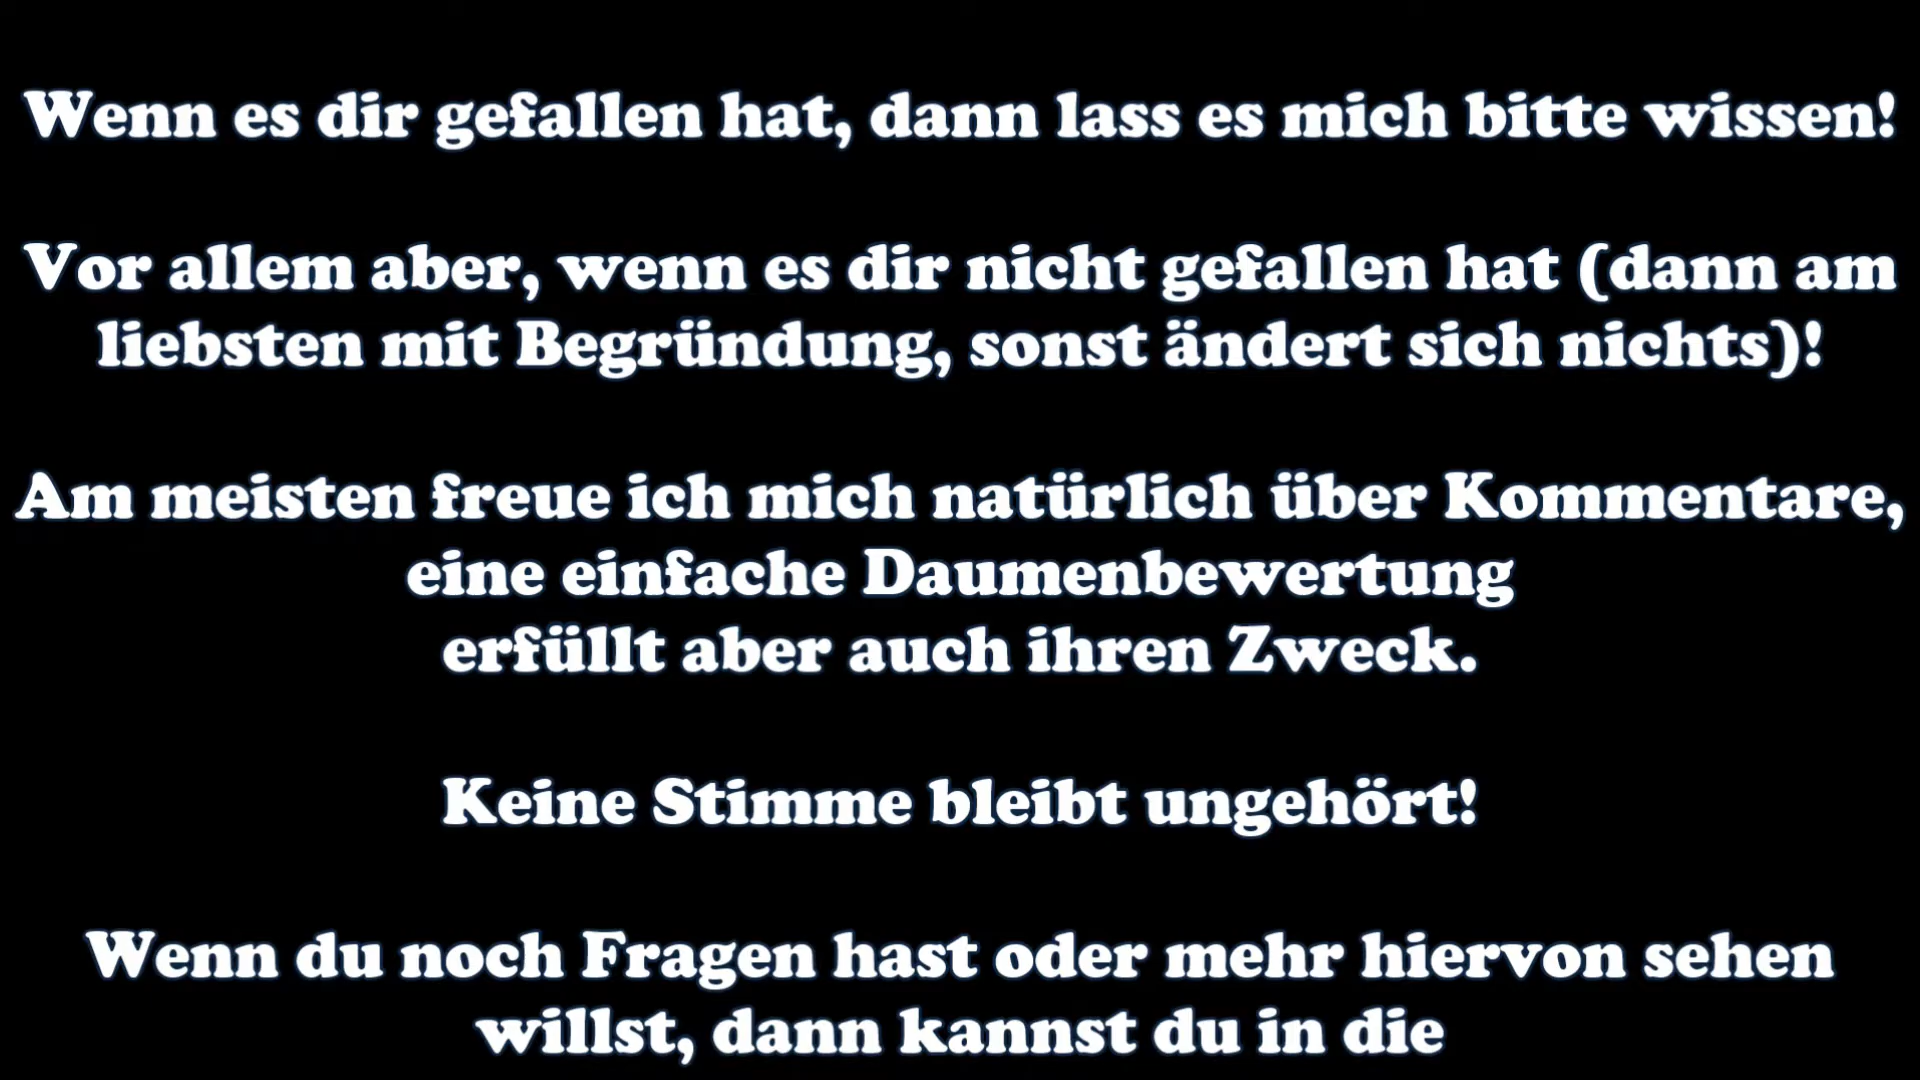 Wenn es dir gefallen hat, dann lass es mich bitte wissen!
Vor allem aber, wenn es dir nicht gefallen hat (dann am
liebsten mit Begründung, sonst ändert sich nichts)!
Am meisten freue ich mich natürlich über Kommentare,
eine einfache Daumenbewertung
erfüllt aber auch ihren Zweck.
Keine Stimme bleibt ungehört!
Wenn du noch Fragen hast oder mehr hiervon sehen
willst, dann kannst du in die